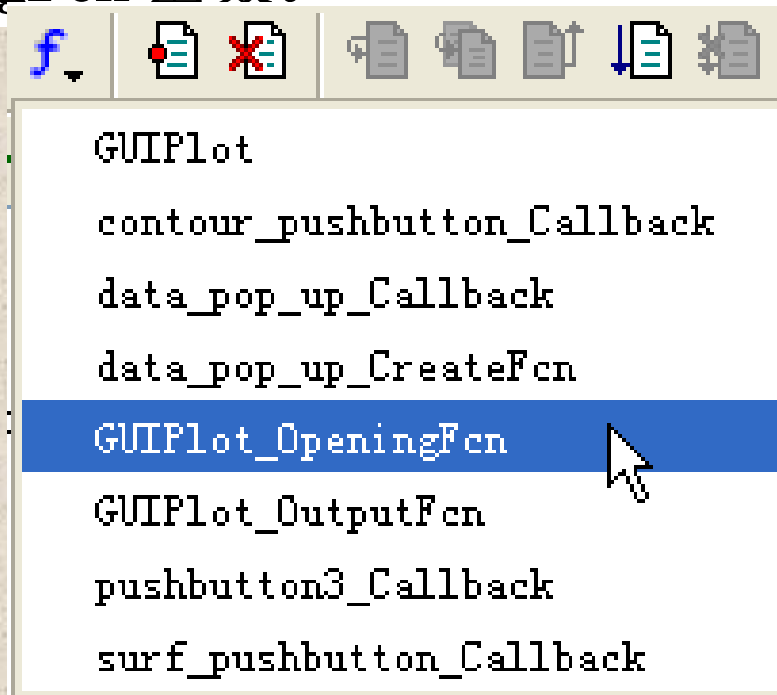 f
GUIPlot
contour_pushbutton_Callback
data_pop_up_Callback
data_pop_up_CreateFcn
GUIPlot_OpeningFcn
GUIPlot_OutputFcn
pushbutton3_Callback
surf_pushbutton_Callback